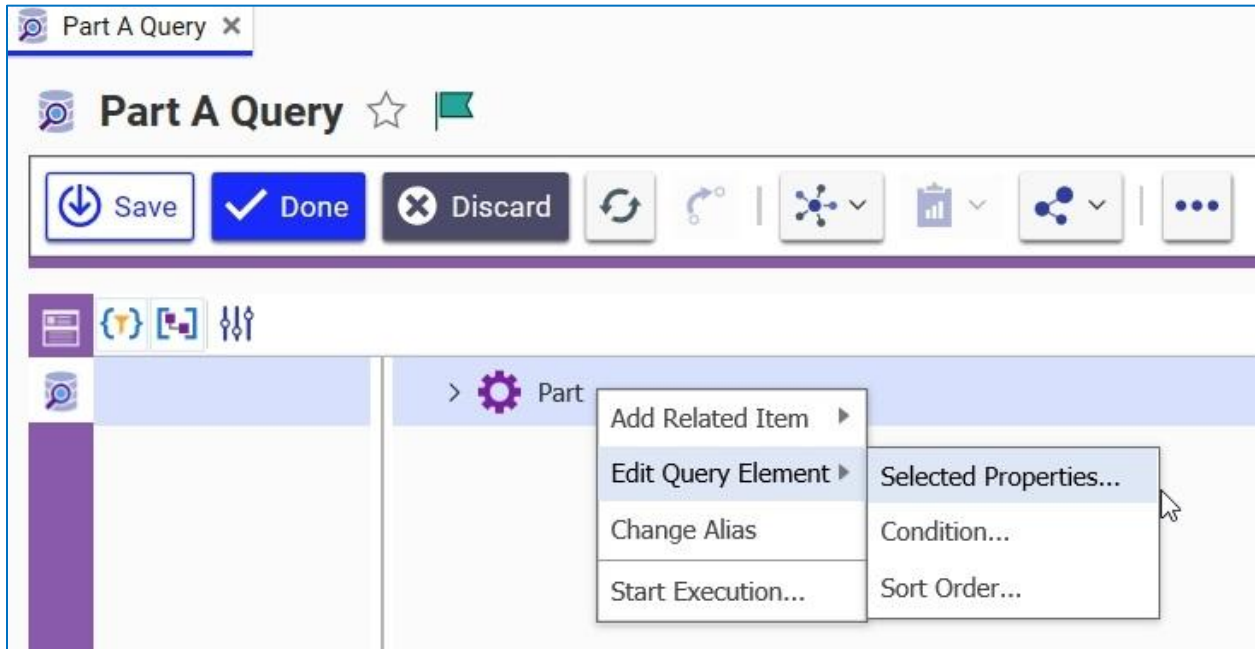 Part A Query
Part A Query
Save Done Discard
Part
Add Related Item
Edit Query Element
Selected Properties...
Change Alias
Condition...
Start Execution...
Sort Order...